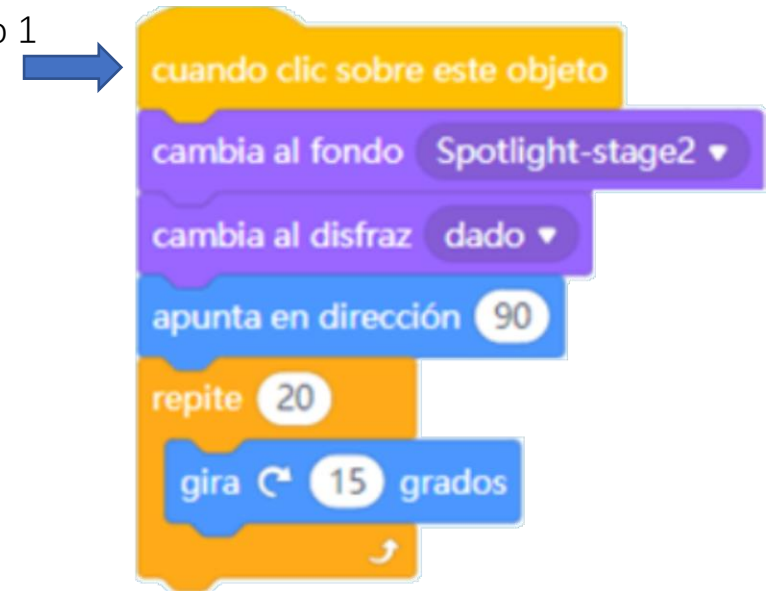 1
cuando clic sobre este objeto
cambia al fondo Spotlight-stage2
cambia al disfraz dado
apunta en dirección 90
repite 20
gira 15 grados